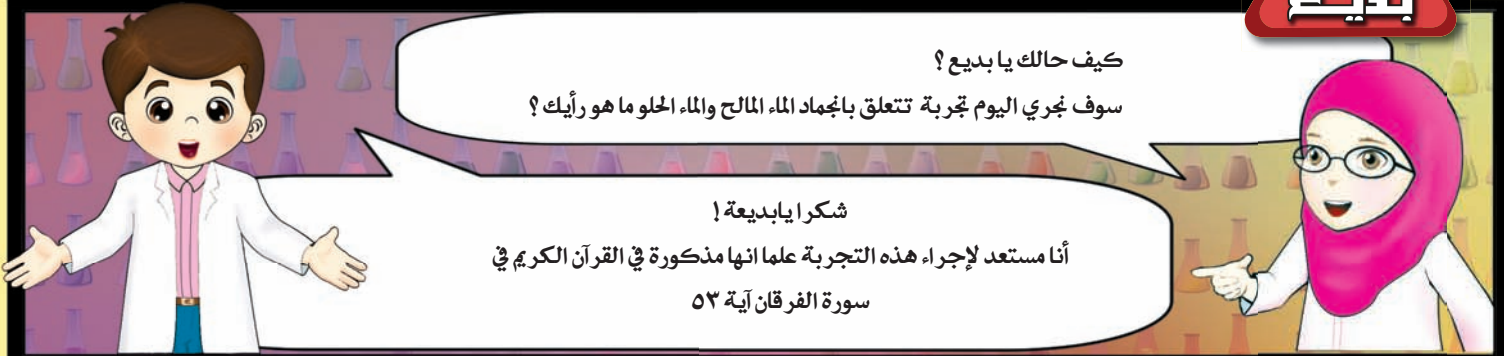 بديع
كيف حالك يا بديع ؟
سوف نجري اليوم تجربة تتعلق بانجماد الماء المالح والماء الحلو ما هو رأيك ؟
شكرا يابديعة !
أنا مستعد لإجراء هذه التجربة علما انها مذكورة في القرآن الكريم في
سورة الفرقان آية ٥٣